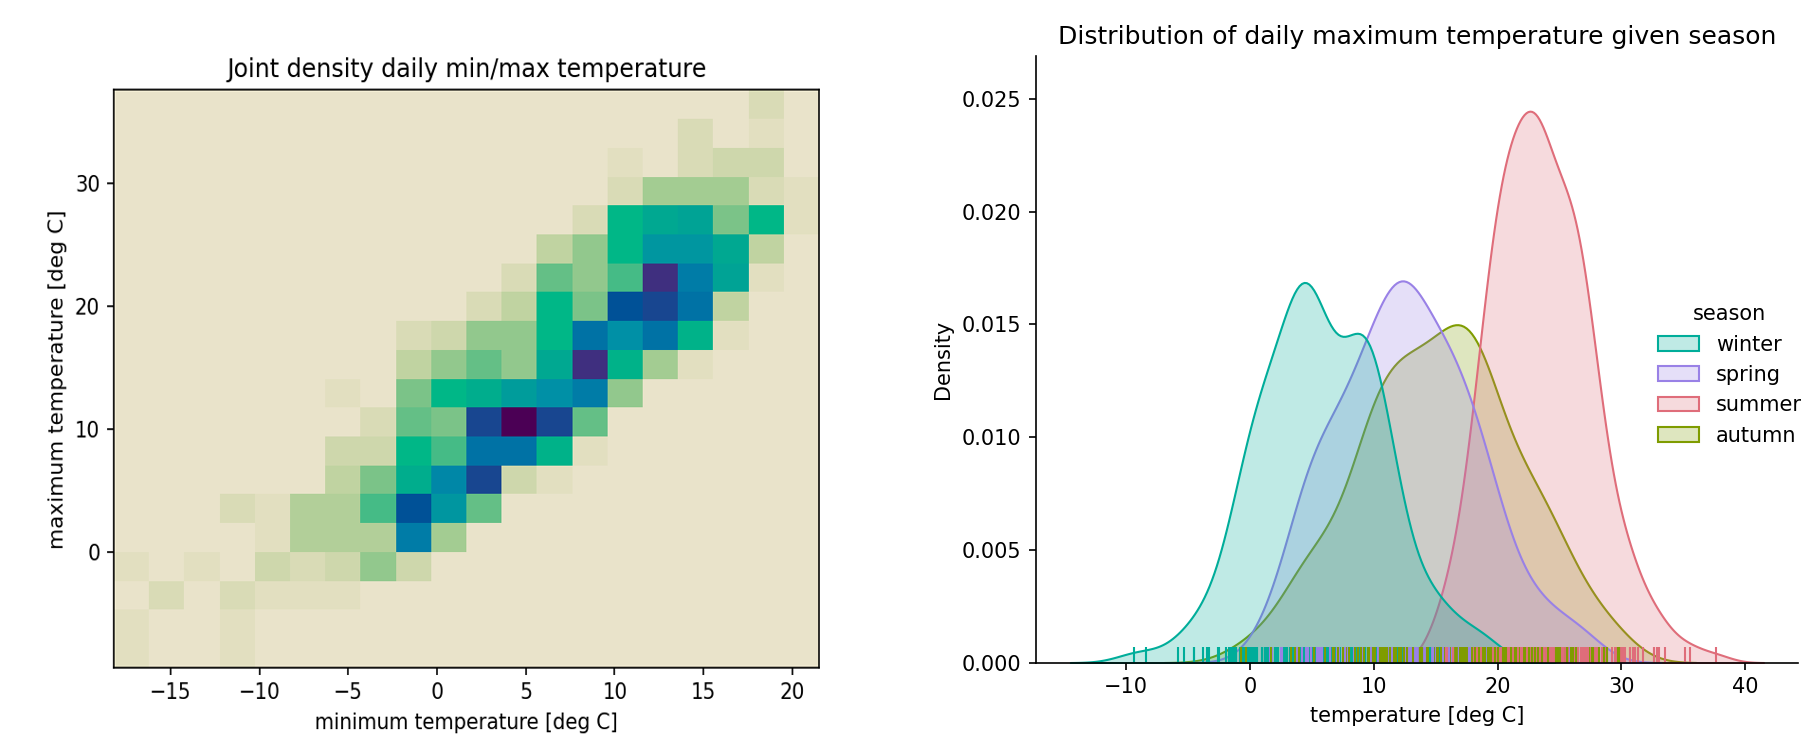 Joint density daily min/max temperature
maximum temperature [deg C]
30
20
10
0
−15 −10 −5 0 5 10 15 20
minimum temperature [deg C]
Distribution of daily maximum temperature given season
Density
0.025
0.020
0.015
0.010
0.005
0.000
season
winter
spring
summer
autumn
−10 0 10 20 30 40
temperature [deg C]